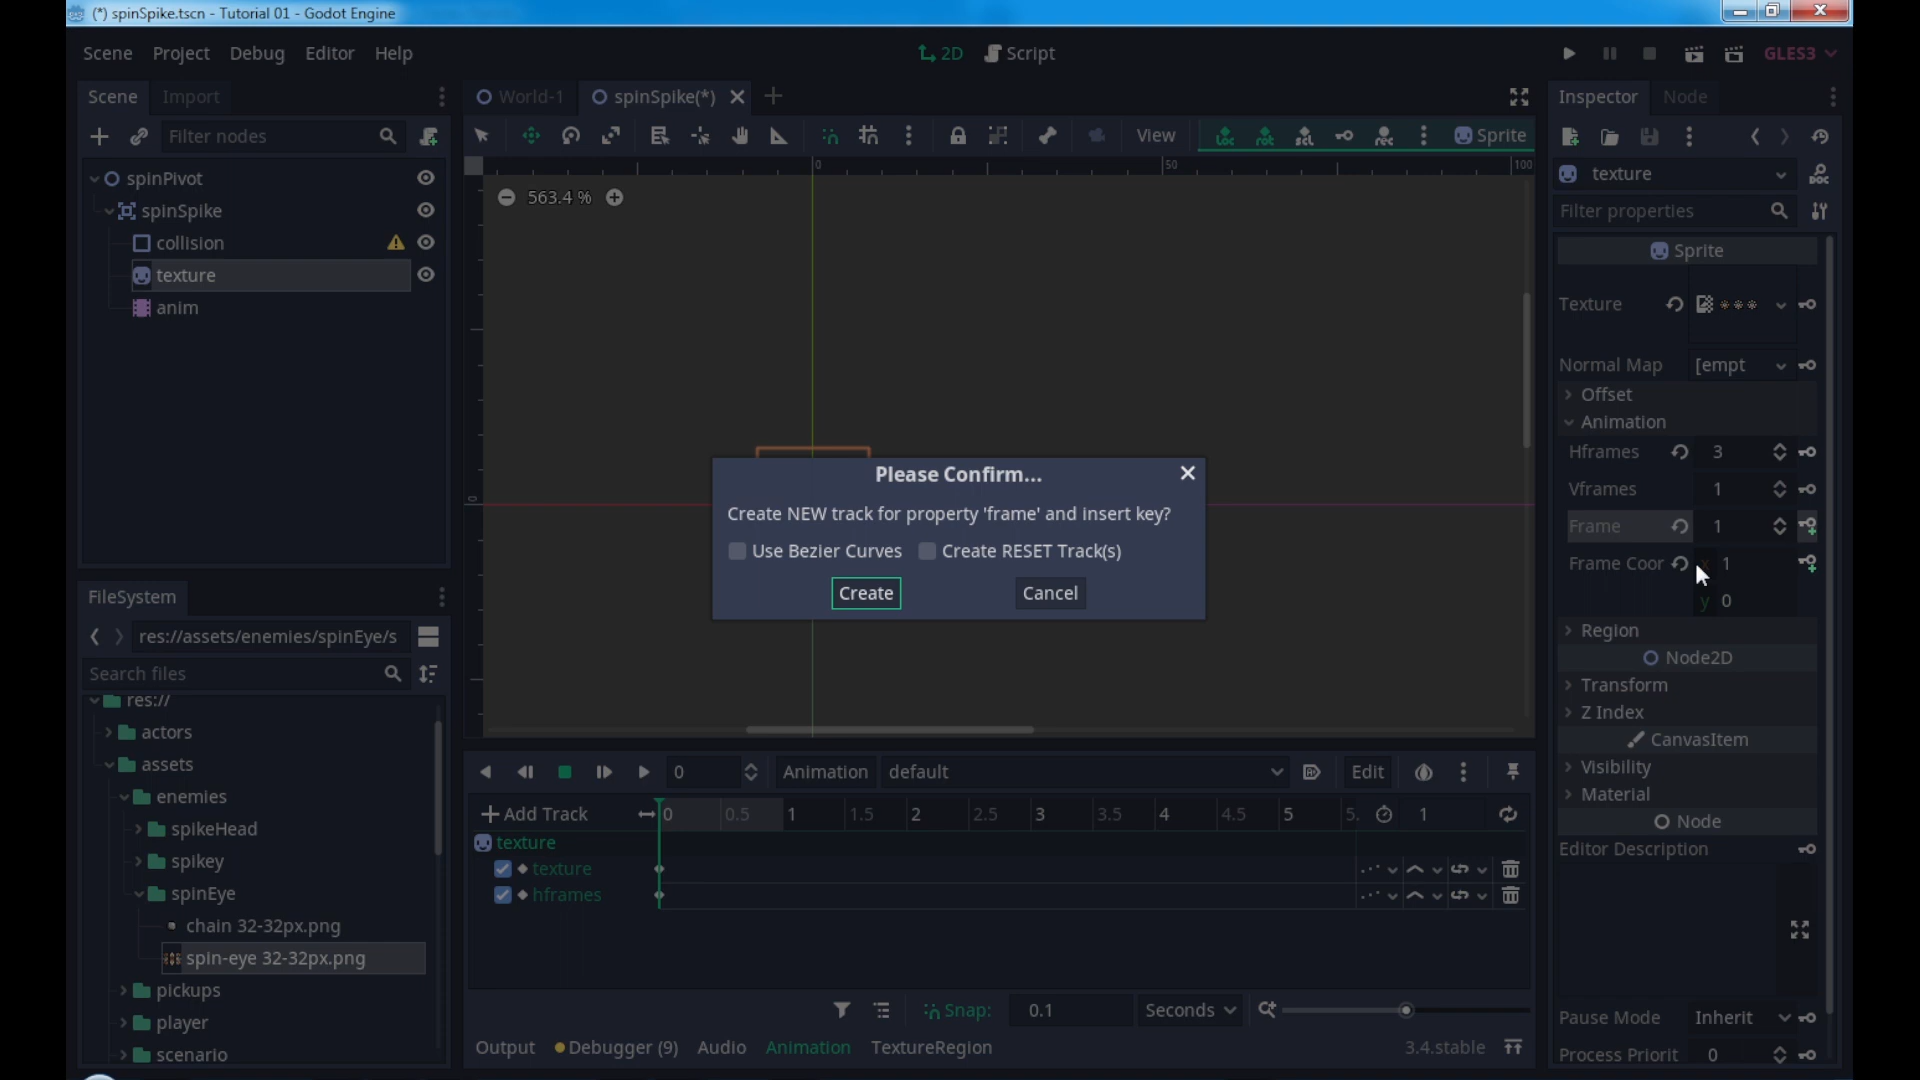 (*) spinSpike.tscn - Tutorial 01 - Godot Engine
Scene Project Debug Editor Help
2D Script
GLES3
Scene Import
World-1 spinSpike(*)
Inspector Node
Filter nodes
View
Sprite
spinPivot
spinSpike
collision
texture
anim
0 50 100
563.4 %
0
texture
Filter properties
Sprite
Texture
Normal Map [empt
Offset
Animation
Hframes 3
Vframes 1
Frame 1
Frame Coor x 1
y 0
Region
Node2D
Transform
Z Index
CanvasItem
Visibility
Material
Node
Editor Description
Pause Mode Inherit
Process Priorit 0
Please Confirm...
Create NEW track for property 'frame' and insert key?
Use Bezier Curves Create RESET Track(s)
Create Cancel
FileSystem
res://assets/enemies/spinEye/s
Search files
res://
actors
assets
enemies
spikeHead
spikey
spinEye
chain 32-32px.png
spin-eye 32-32px.png
pickups
player
scenario
0 Animation default Edit
Add Track 0 0.5 1 1.5 2 2.5 3 3.5 4 4.5 5 5. 1
texture
texture
hframes
Snap: 0.1 Seconds
Output Debugger (9) Audio Animation TextureRegion 3.4.stable